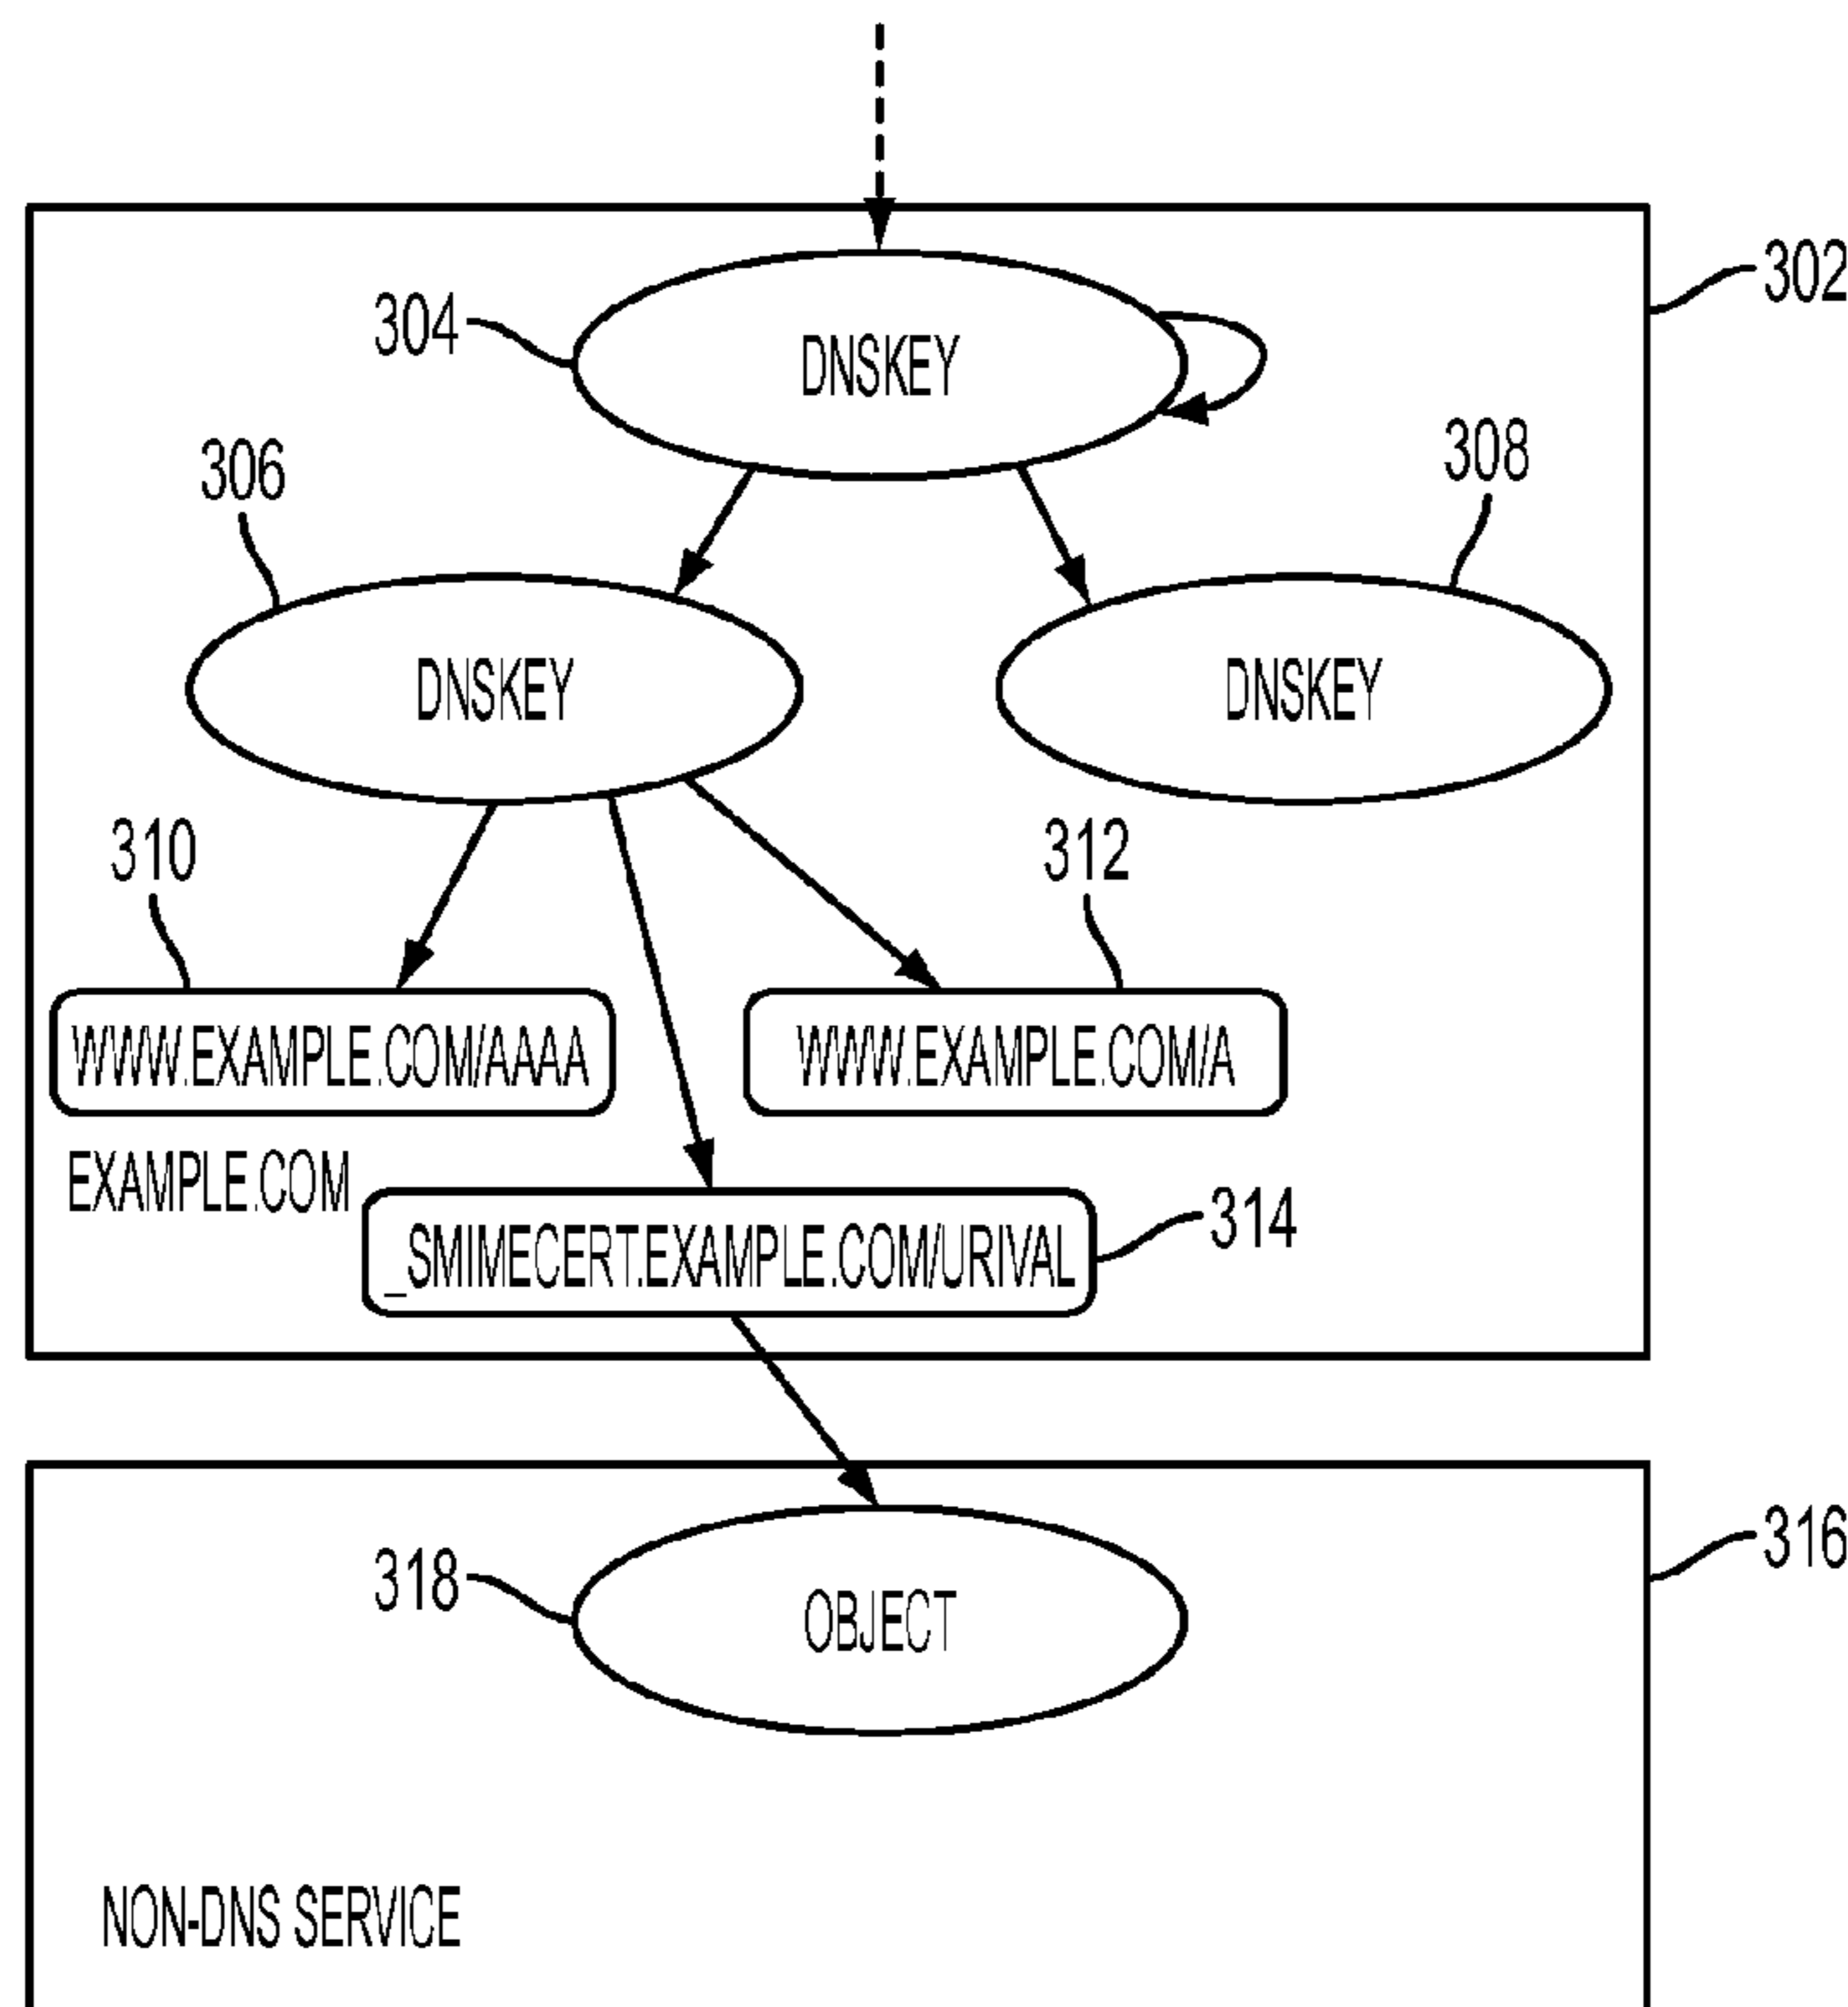 302
304
DNSKEY
306
308
DNSKEY
DNSKEY
310
312
WWW.EXAMPLE.COM/AAAA
WWW.EXAMPLE.COM/A
EXAMPLE.COM
_SMIMECERT.EXAMPLE.COM/URIVAL
314
316
318
OBJECT
NON-DNS SERVICE